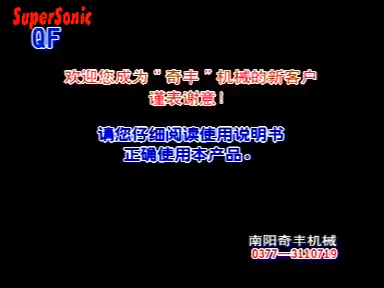 SuperSonic
QF
欢迎您成为“奇丰”机械的新客户
谨表谢意！
请您仔细阅读使用说明书
正确使用本产品。
南阳奇丰机械
0377—3110719